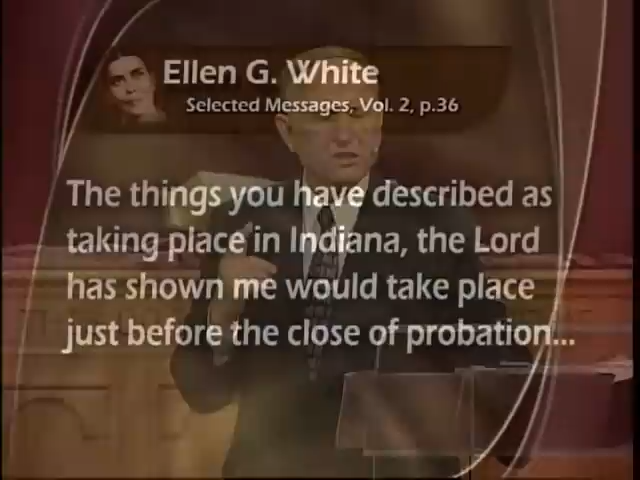 Ellen G. White
Selected Messages, Vol. 2, p.36
The things you have described as
taking place in Indiana, the Lord
has shown me would take place
just before the close of probation...